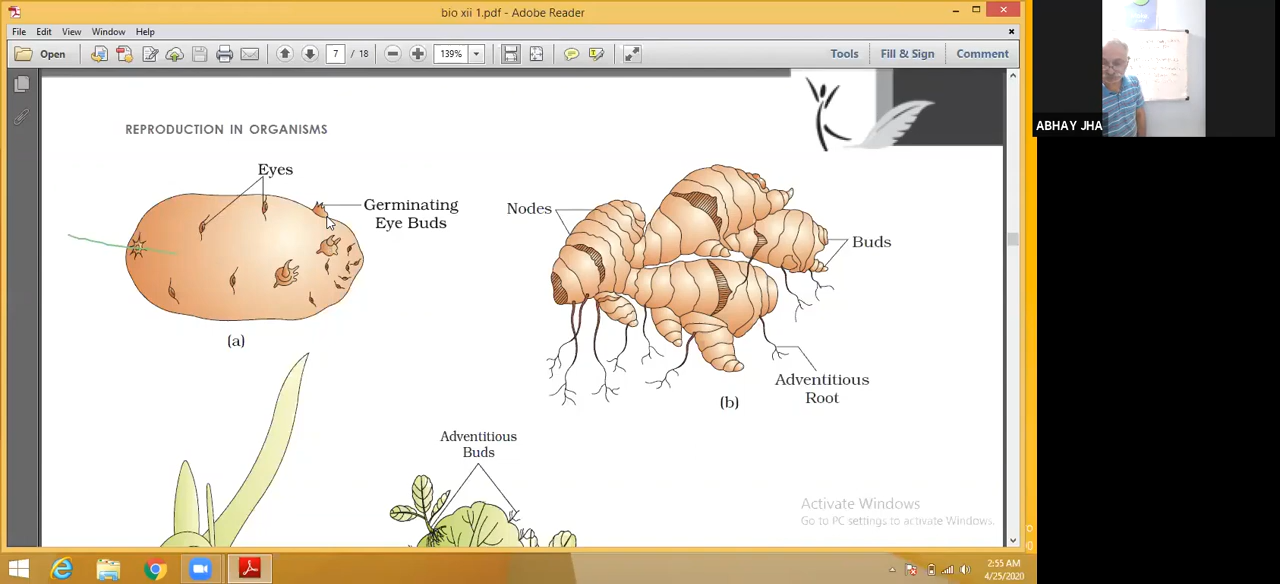 bio xii 1.pdf - Adobe Reader
File Edit View Window Help
Open 7 / 18 139% Tools Fill & Sign Comment
REPRODUCTION IN ORGANISMS
Eyes
Germinating
Eye Buds
(a)
Nodes
Buds
Adventitious
Root
(b)
Adventitious
Buds
Activate Windows
Go to PC settings to activate Windows.
ABHAY JHA
2:55 AM
4/25/2020